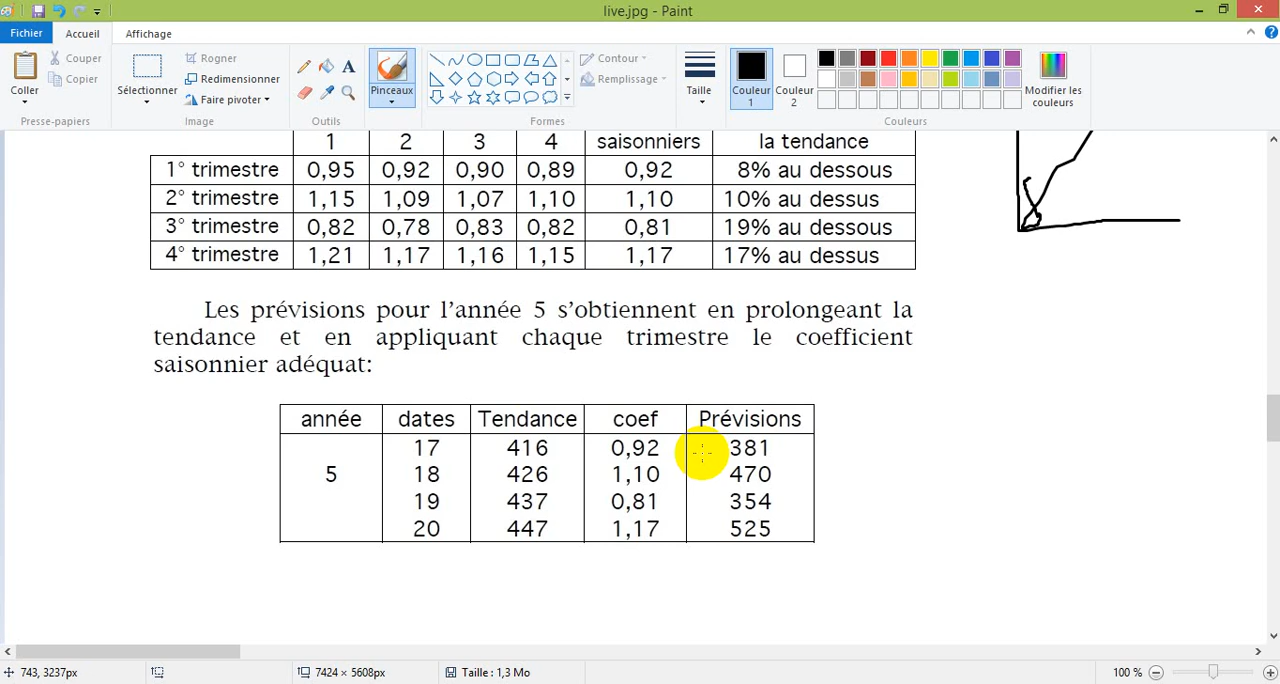 live.jpg - Paint
Fichier Accueil Affichage
Coller
Couper
Copier
Presse-papiers
Sélectionner
Rogner
Redimensionner
Faire pivoter
Image
A
Pinceaux
Outils
Contour
Remplissage
Formes
Taille
Couleur 1
Couleur 2
Modifier les couleurs
Couleurs
1 2 3 4 saisonniers la tendance
1° trimestre 0,95 0,92 0,90 0,89 0,92 8% au dessous
2° trimestre 1,15 1,09 1,07 1,10 1,10 10% au dessus
3° trimestre 0,82 0,78 0,83 0,82 0,81 19% au dessous
4° trimestre 1,21 1,17 1,16 1,15 1,17 17% au dessus
Les prévisions pour l'année 5 s'obtiennent en prolongeant la
tendance et en appliquant chaque trimestre le coefficient
saisonnier adéquat:
année dates Tendance coef Prévisions
17 416 0,92 381
5 18 426 1,10 470
19 437 0,81 354
20 447 1,17 525
743, 3237px 7424 × 5608px Taille : 1,3 Mo 100 %